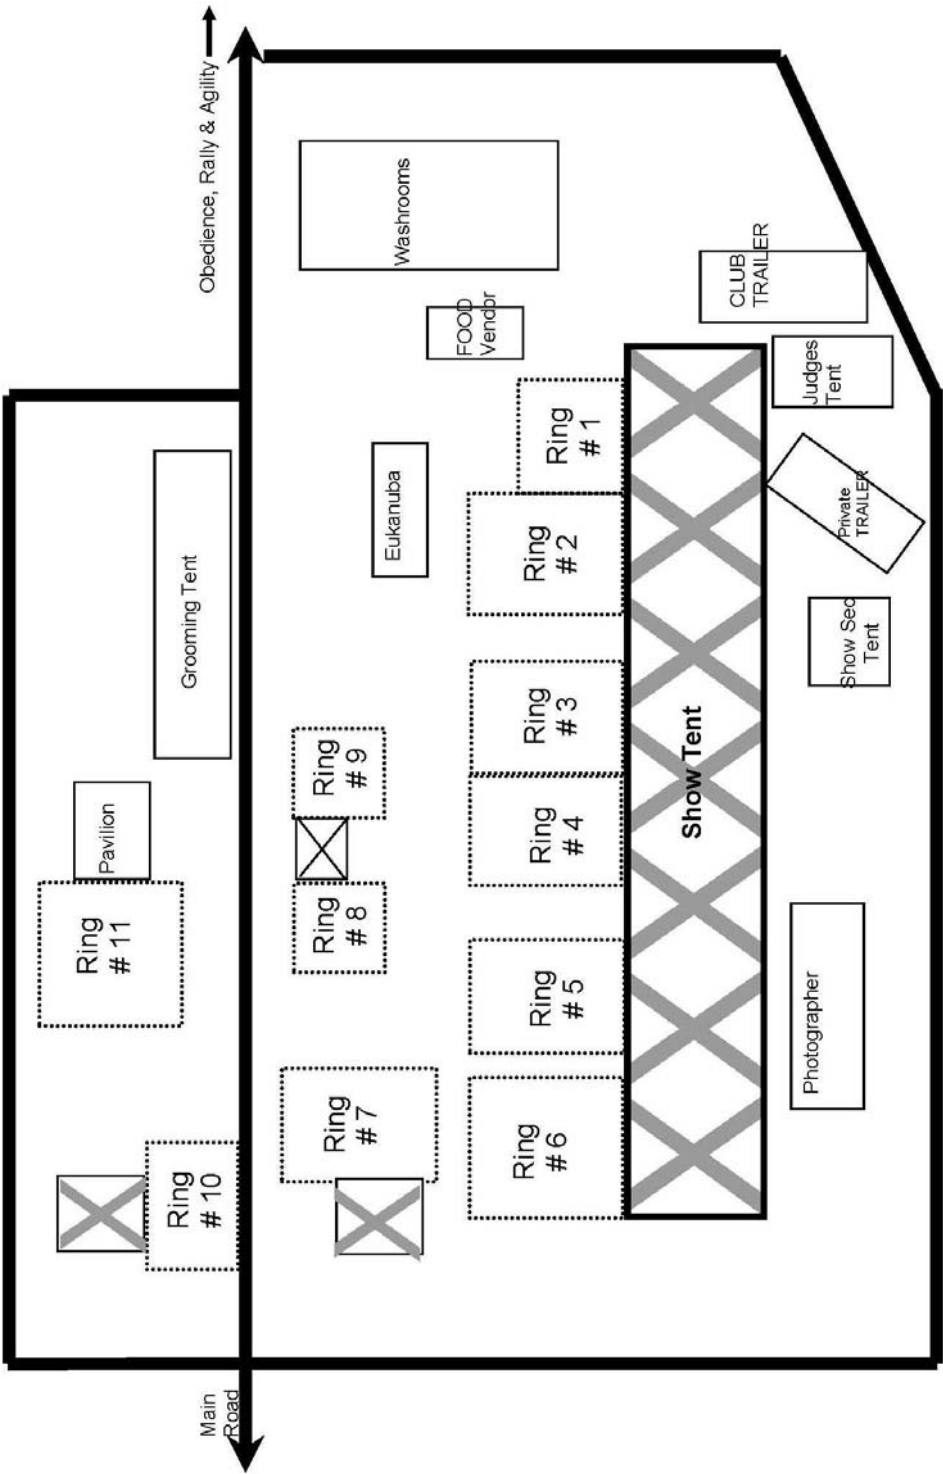 Main
Road
Obedience, Rally & Agility
Ring
# 11
Pavilion
Ring
# 10
Grooming Tent
Ring
# 7
Ring
# 8
Ring
# 9
Eukanuba
Washrooms
FOOD
Vendor
Ring
# 6
Ring
# 5
Ring
# 4
Ring
# 3
Ring
# 2
Ring
# 1
Show Tent
Photographer
Show Sec
Tent
Private
TRAILER
Judges
Tent
CLUB
TRAILER